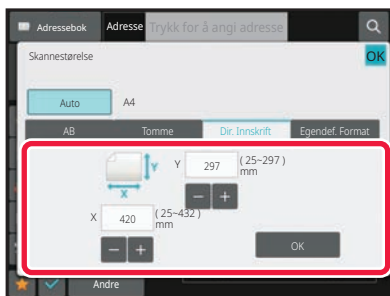 Adressebok Adresse Trykk for å angi adresse
Skannestørelse OK
Auto A4
AB Tomme Dir. Innskrift Egendef. Format
Y Y 297 ( 25~297 ) mm
X
X 420 ( 25~432 ) mm
OK
Andre